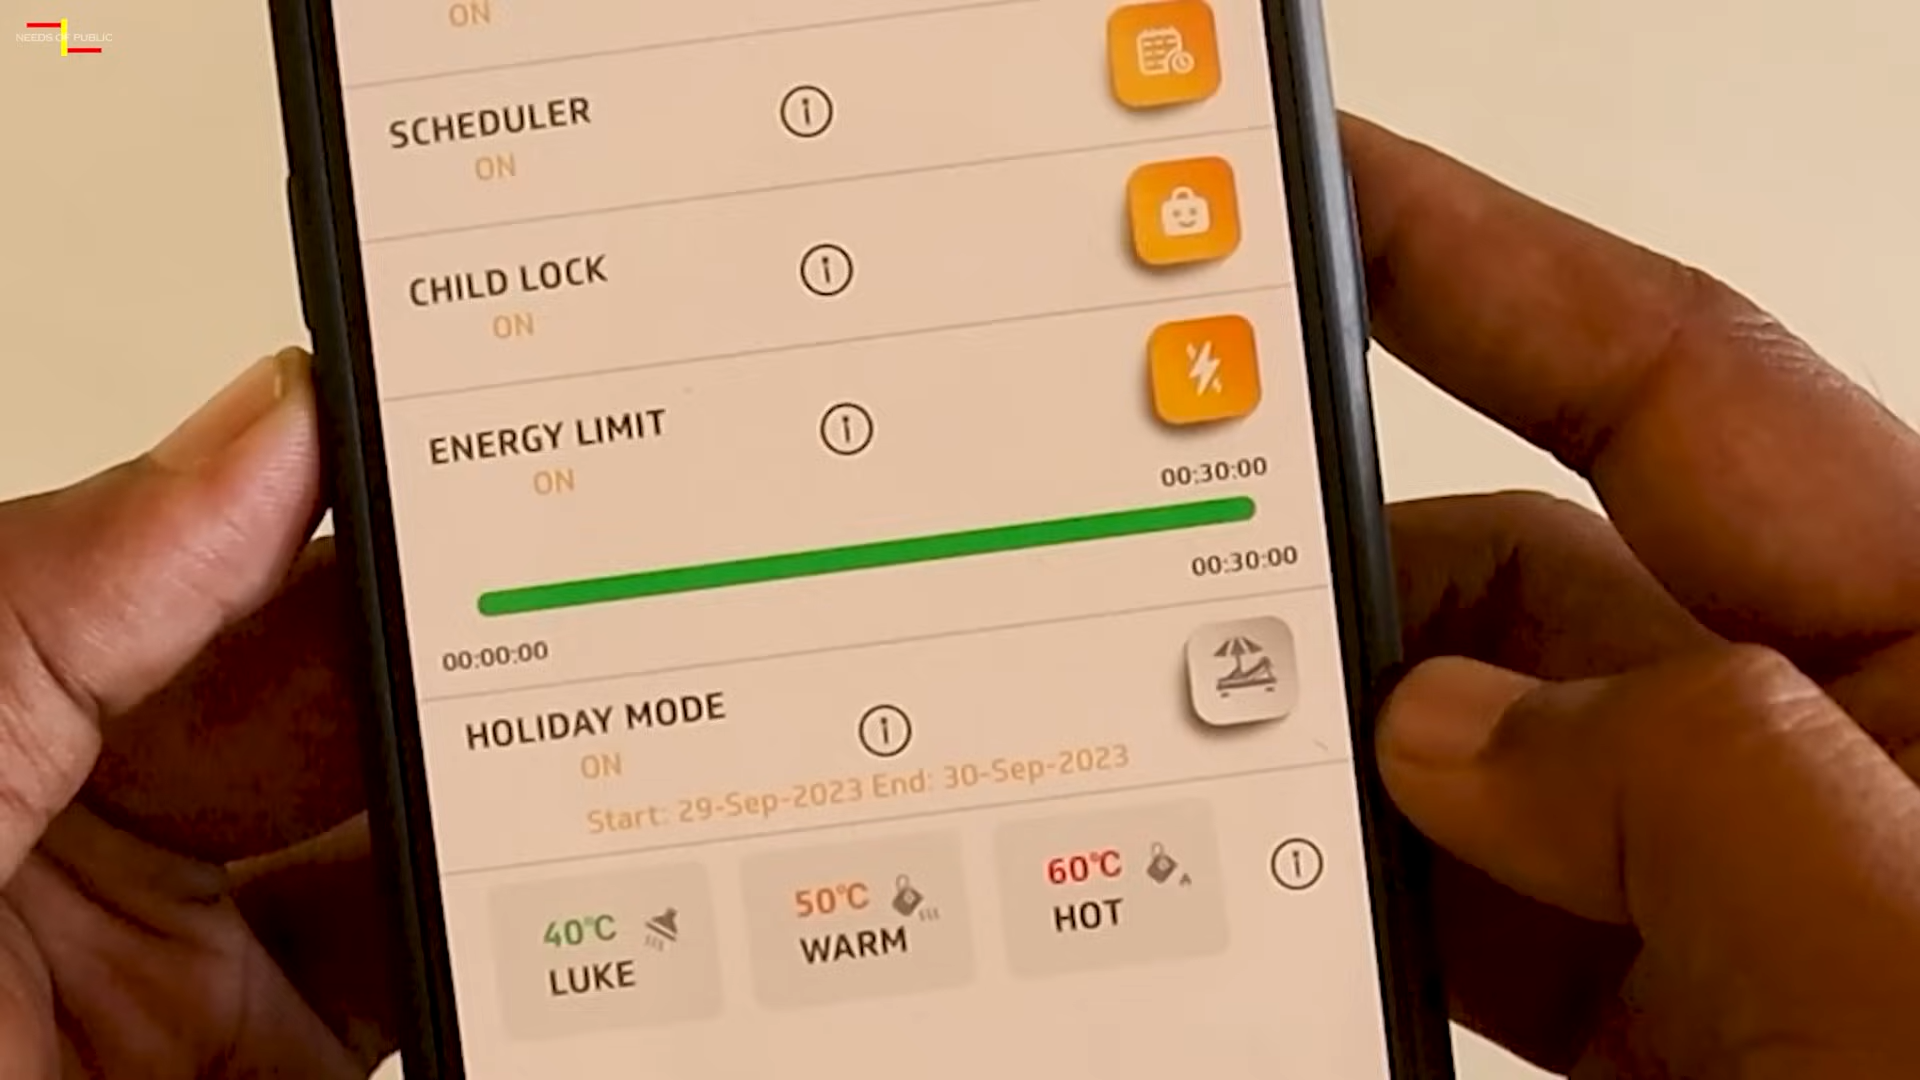 NEEDS OF PUBLIC
ON
SCHEDULER
ON
CHILD LOCK
ON
ENERGY LIMIT
ON
00:30:00
00:30:00
00:00:00
HOLIDAY MODE
ON
Start: 29-Sep-2023 End: 30-Sep-2023
40°C
LUKE
50°C
WARM
60°C
HOT